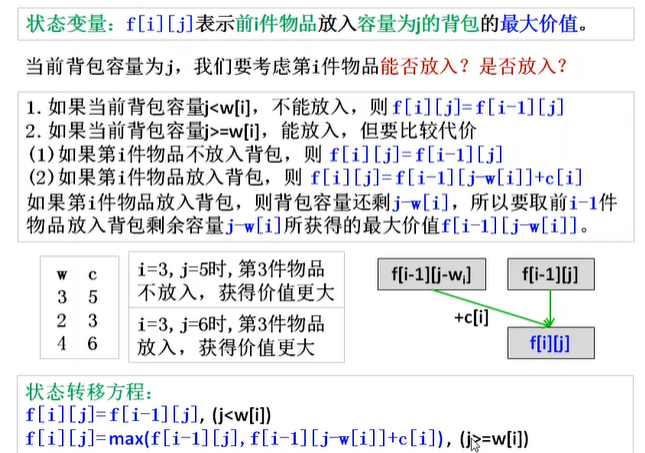 状态变量：f[i][j]表示前i件物品放入容量为j的背包的最大价值。
当前背包容量为j，我们要考虑第i件物品能否放入？是否放入？
1.如果当前背包容量j<w[i]，不能放入，则f[i][j]=f[i-1][j]
2.如果当前背包容量j>=w[i]，能放入，但要比较代价
(1)如果第i件物品不放入背包，则 f[i][j]=f[i-1][j]
(2)如果第i件物品放入背包，则 f[i][j]=f[i-1][j-w[i]]+c[i]
如果第i件物品放入背包，则背包容量还剩j-w[i]，所以要取前i-1件
物品放入背包剩余容量j-w[i]所获得的最大价值f[i-1][j-w[i]]。
w c
3 5
2 3
4 6
i=3,j=5时,第3件物品
不放入，获得价值更大
i=3,j=6时,第3件物品
放入，获得价值更大
f[i-1][j-wi]
f[i-1][j]
+c[i]
f[i][j]
状态转移方程：
f[i][j]=f[i-1][j], (j<w[i])
f[i][j]=max(f[i-1][j],f[i-1][j-w[i]]+c[i]), (j>=w[i])